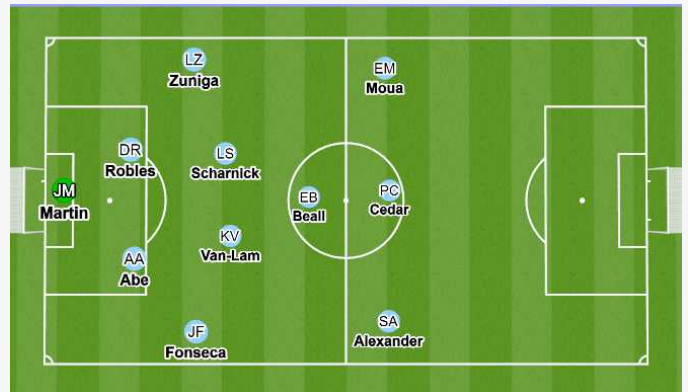 LZ
Zuniga
EM
Moua
DR
Robles
LS
Scharnick
JM
Martin
EB
Beall
PC
Cedar
KV
Van-Lam
AA
Abe
JF
Fonseca
SA
Alexander